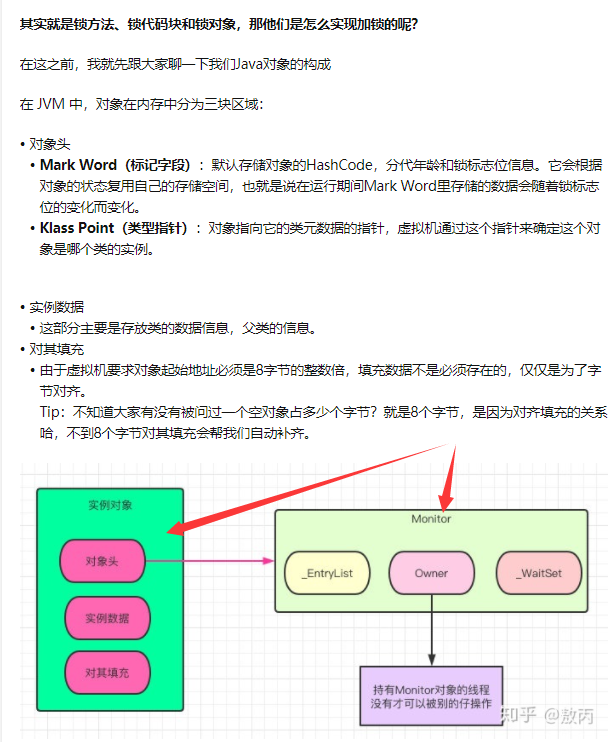 其实就是锁方法、锁代码块和锁对象，那他们是怎么实现加锁的呢？
在这之前，我就先跟大家聊一下我们Java对象的构成
在 JVM 中，对象在内存中分为三块区域：
• 对象头
• Mark Word（标记字段）：默认存储对象的HashCode，分代年龄和锁标志位信息。它会根据
对象的状态复用自己的存储空间，也就是说在运行期间Mark Word里存储的数据会随着锁标志
位的变化而变化。
• Klass Point（类型指针）：对象指向它的类元数据的指针，虚拟机通过这个指针来确定这个对
象是哪个类的实例。
• 实例数据
• 这部分主要是存放类的数据信息，父类的信息。
• 对其填充
• 由于虚拟机要求对象起始地址必须是8字节的整数倍，填充数据不是必须存在的，仅仅是为了字
节对齐。
Tip：不知道大家有没有被问过一个空对象占多少个字节？就是8个字节，是因为对齐填充的关系
哈，不到8个字节对其填充会帮我们自动补齐。
实例对象
对象头
实例数据
对其填充
Monitor
_EntryList
Owner
_WaitSet
持有Monitor对象的线程
没有才可以被别的仔操作
知乎 @敖丙